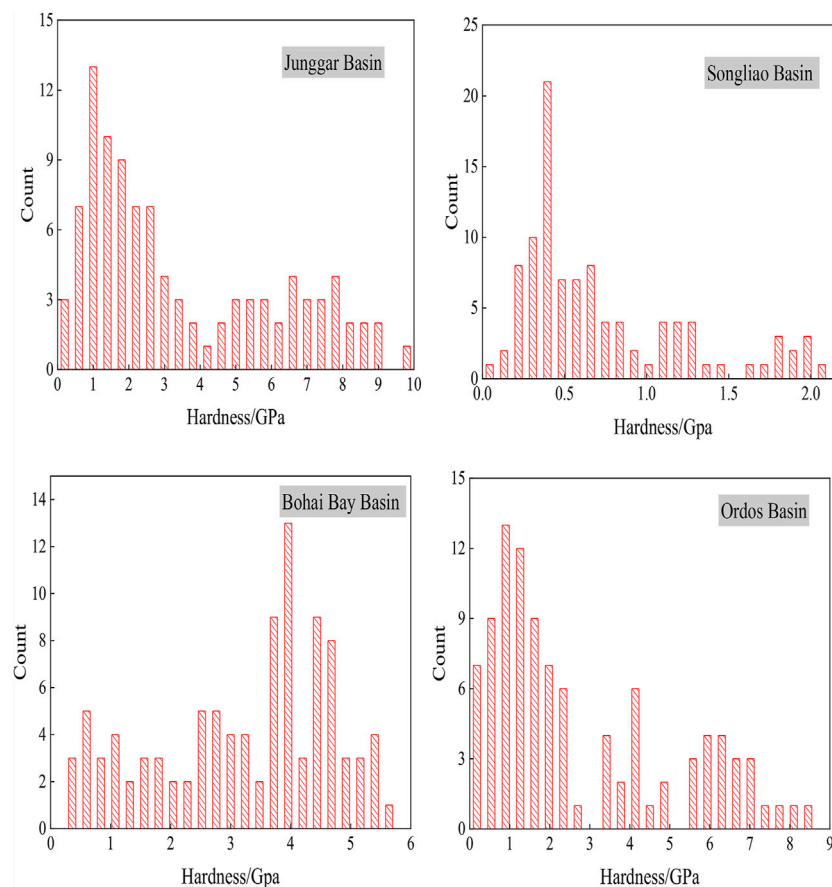 15
12
9
6
3
0
Count
Junggar Basin
0 1 2 3 4 5 6 7 8 9 10
Hardness/GPa
25
20
15
10
5
0
Count
Songliao Basin
0.0 0.5 1.0 1.5 2.0
Hardness/Gpa
14
12
10
8
6
4
2
0
Count
Bohai Bay Basin
0 1 2 3 4 5 6
Hardness/Gpa
15
12
9
6
3
0
Count
Ordos Basin
0 1 2 3 4 5 6 7 8 9
Hardness/GPa